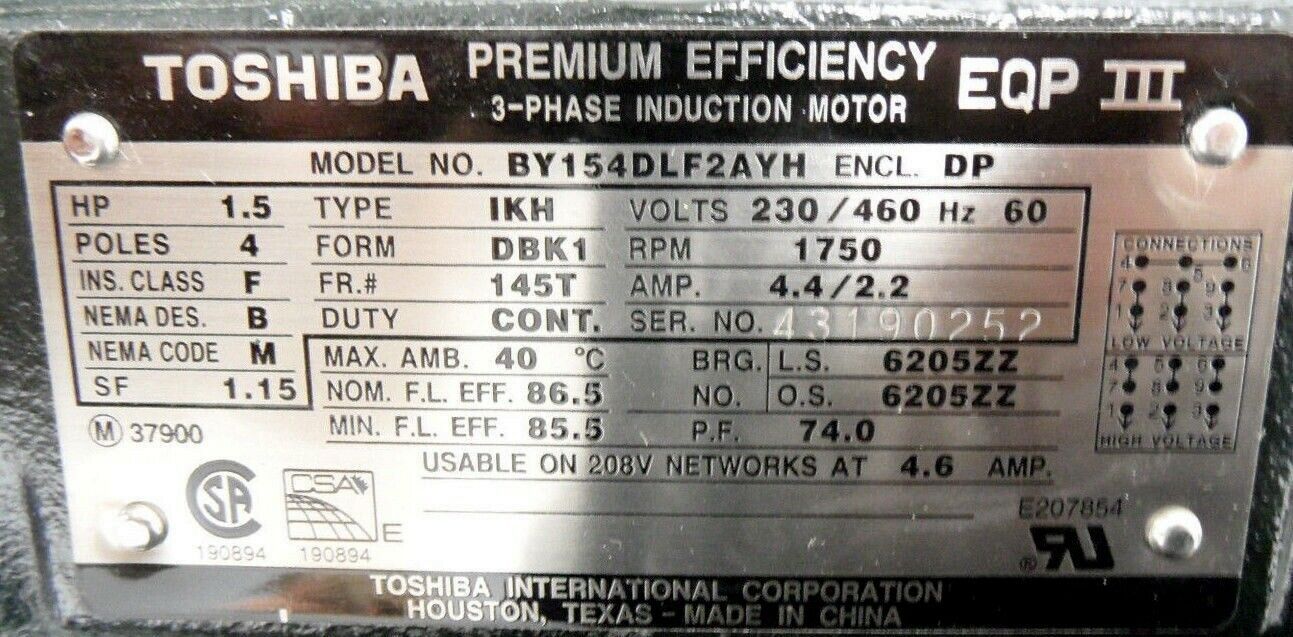 TOSHIBA PREMIUM EFFICIENCY EQP III
3-PHASE INDUCTION MOTOR
MODEL NO. BY154DLF2AYH ENCL. DP
HP 1.5 TYPE IKH VOLTS 230/460 Hz 60
POLES 4 FORM DBK1 RPM 1750
INS. CLASS F FR.# 145T AMP. 4.4/2.2
NEMA DES. B DUTY CONT. SER. NO. 43190252
NEMA CODE M MAX. AMB. 40 °C BRG. L.S. 6205ZZ
SF 1.15 NOM. F.L. EFF. 86.5 NO. O.S. 6205ZZ
M 37900 MIN. F.L. EFF. 85.5 P.F. 74.0
USABLE ON 208V NETWORKS AT 4.6 AMP.
CONNECTIONS
4 5 6
7 8 9
1 2 3
LOW VOLTAGE
4 5 6
7 8 9
1 2 3
HIGH VOLTAGE
SA 190894
CSA E 190894
E207854
RU ®
TOSHIBA INTERNATIONAL CORPORATION
HOUSTON, TEXAS - MADE IN CHINA